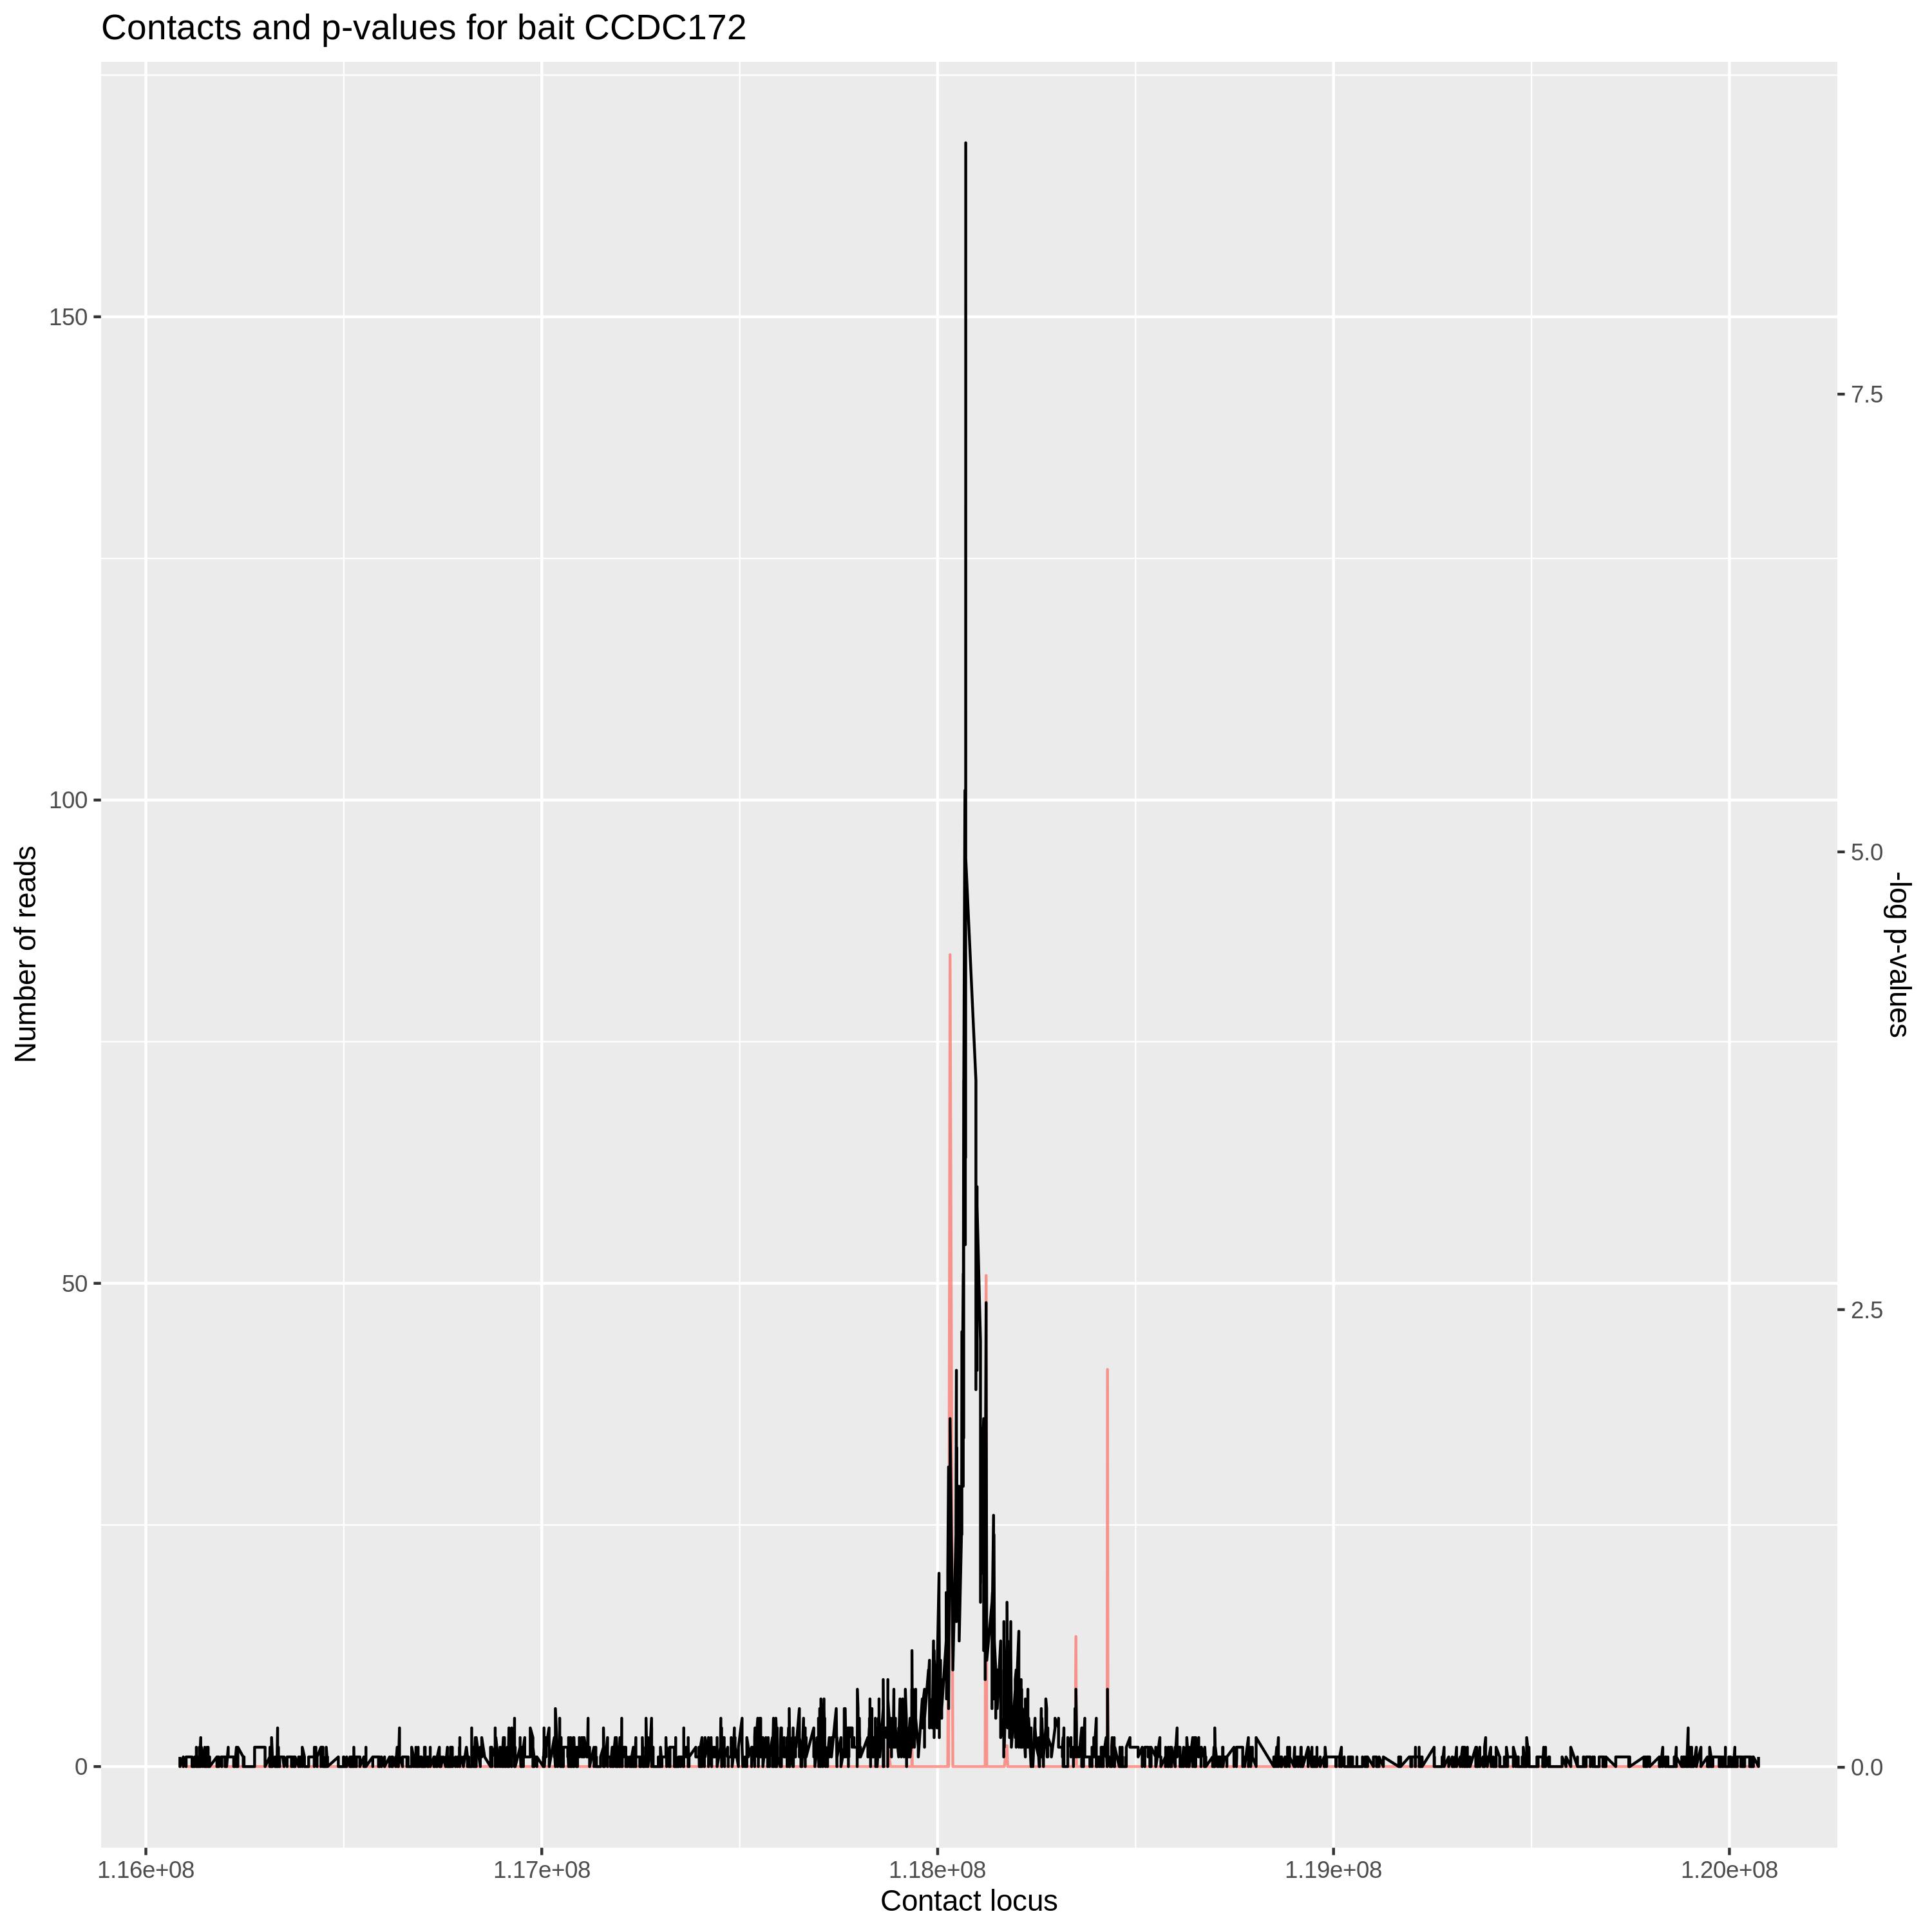 Contacts and p-values for bait CCDC172
150
100
50
0
7.5
5.0
2.5
0.0
Number of reads
-log p-values
1.16e+08
1.17e+08
1.18e+08
1.19e+08
1.20e+08
Contact locus